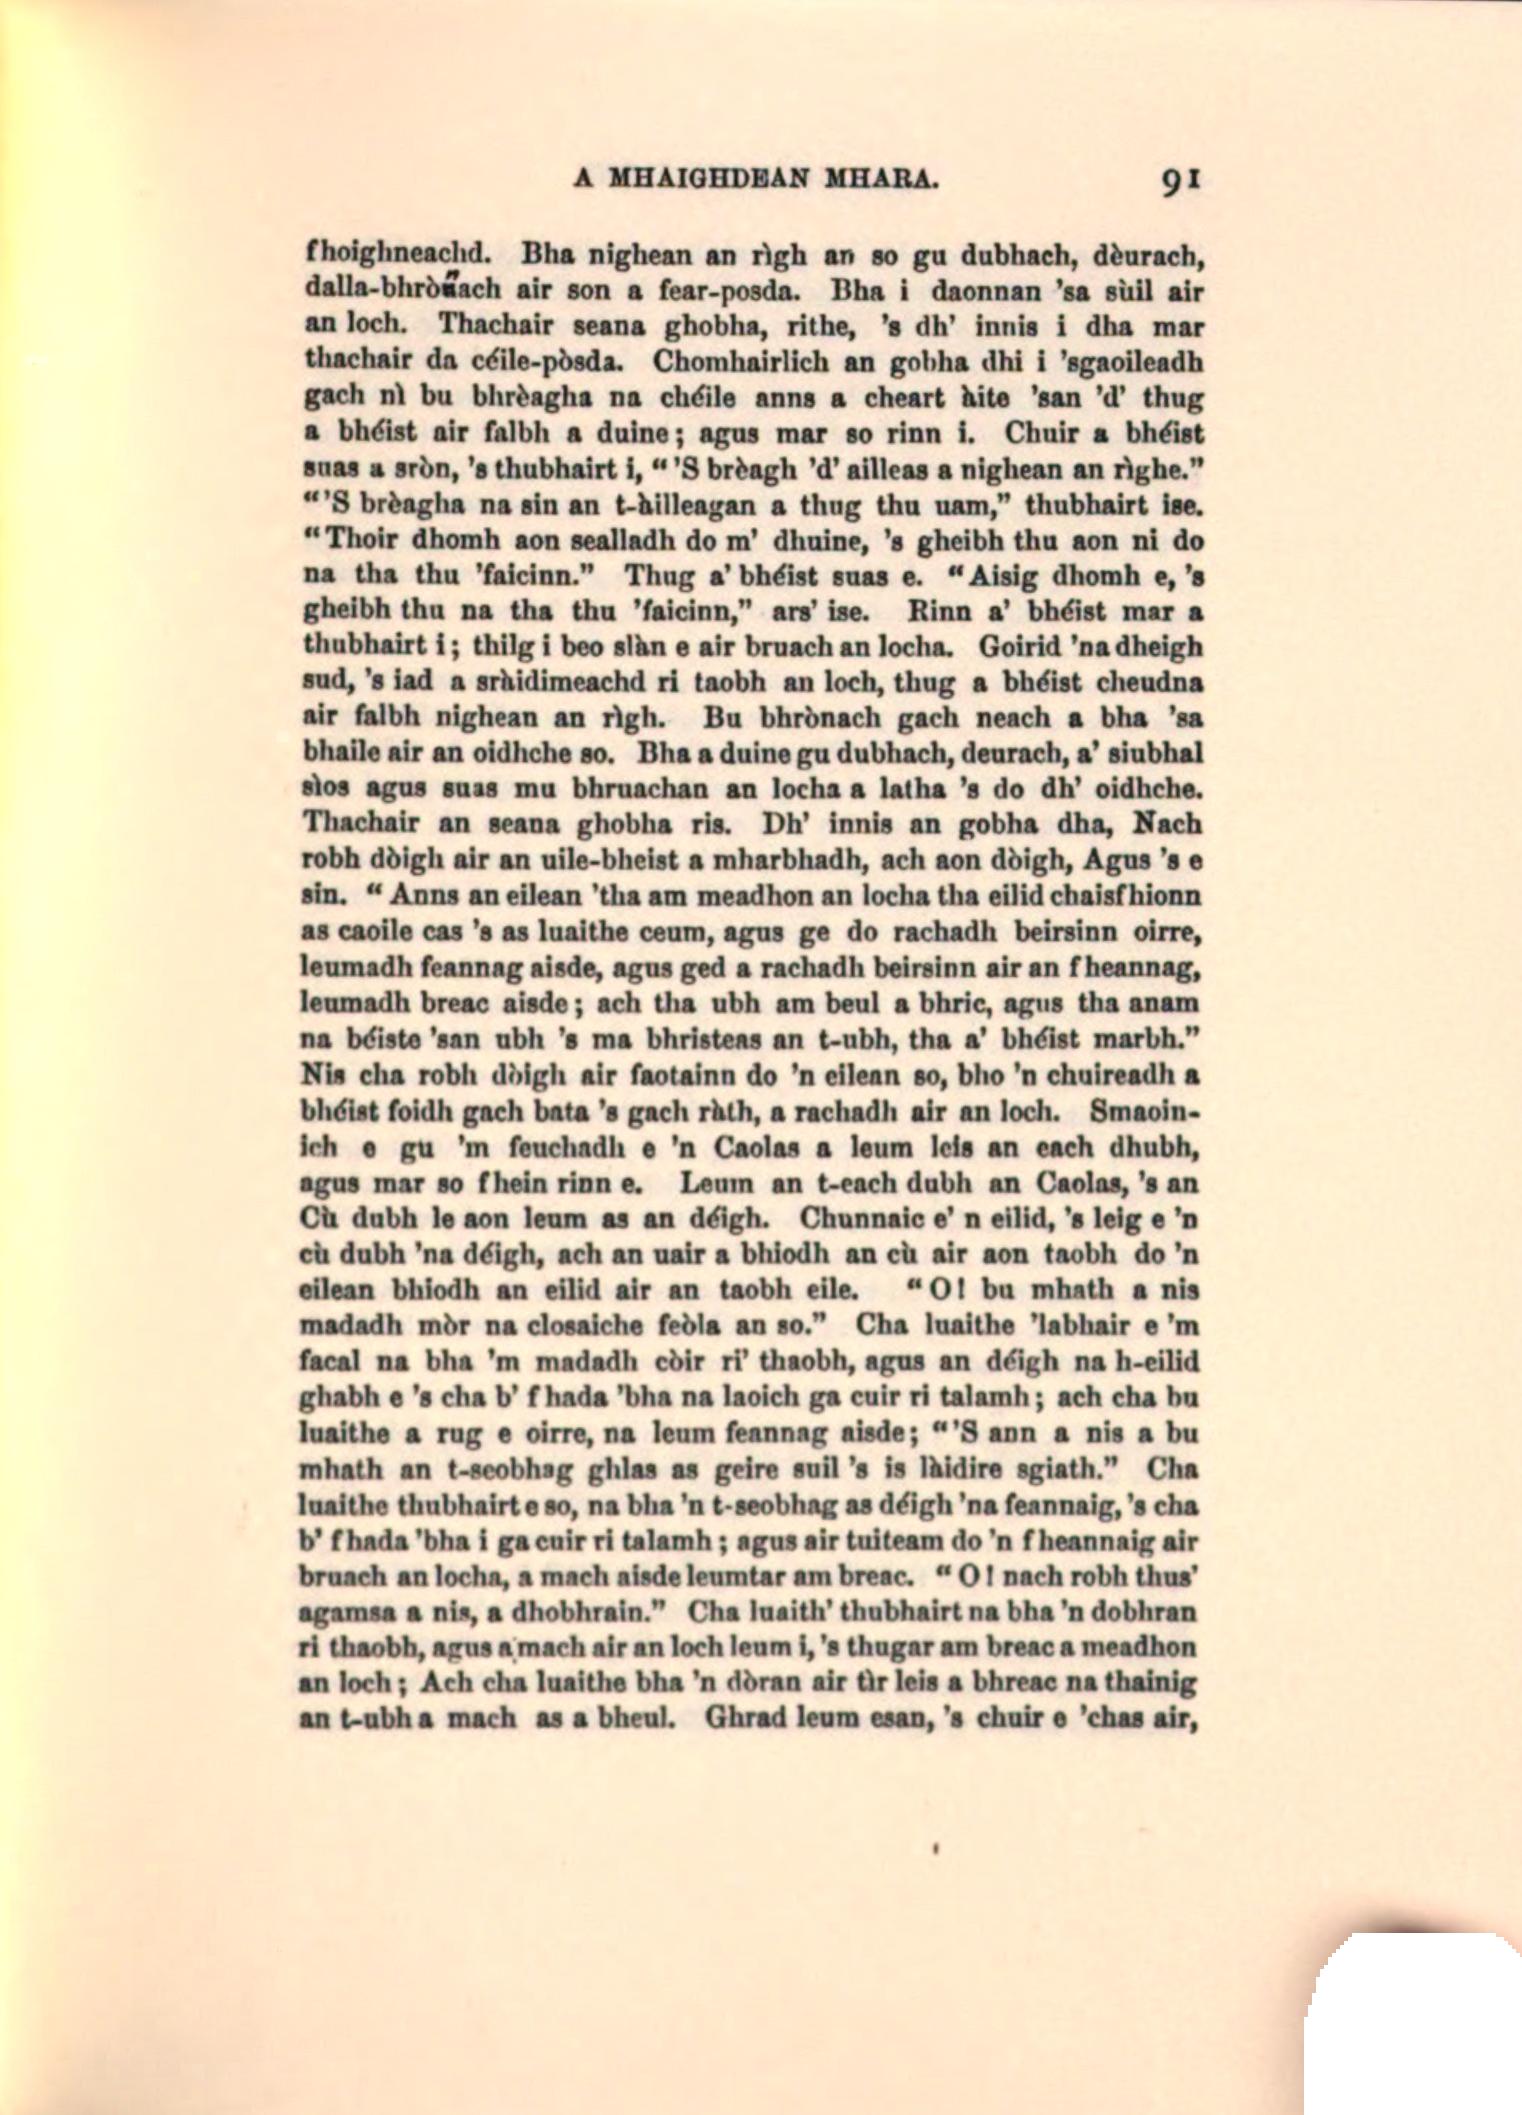 A MHAIGHDEAN MHARA. 91
fhoighneachd. Bha nighean an rìgh an so gu dubhach, dèurach,
dalla-bhrònach air son a fear-posda. Bha i daonnan 'sa sùil air
an loch. Thachair seana ghobha, rithe, 's dh' innis i dha mar
thachair da céile-pòsda. Chomhairlich an gobha dhi i 'sgaoileadh
gach nì bu bhrèagha na chéile anns a cheart àite 'san 'd' thug
a bhéist air falbh a duine; agus mar so rinn i. Chuir a bhéist
suas a sròn, 's thubhairt i, “'S brèagh 'd' ailleas a nighean an rìghe.”
“'S brèagha na sin an t-àilleagan a thug thu uam,” thubhairt ise.
“Thoir dhomh aon sealladh do m' dhuine, 's gheibh thu aon ni do
na tha thu 'faicinn.” Thug a' bhéist suas e. “Aisig dhomh e, 's
gheibh thu na tha thu 'faicinn,” ars' ise. Rinn a' bhéist mar a
thubhairt i; thilg i beo slàn e air bruach an locha. Goirid 'na dheigh
sud, 's iad a sràidimeachd ri taobh an loch, thug a bhéist cheudna
air falbh nighean an rìgh. Bu bhrònach gach neach a bha 'sa
bhaile air an oidhche so. Bha a duine gu dubhach, deurach, a' siubhal
sìos agus suas mu bhruachan an locha a latha 's do dh' oidhche.
Thachair an seana ghobha ris. Dh' innis an gobha dha, Nach
robh dòigh air an uile-bheist a mharbhadh, ach aon dòigh, Agus 's e
sin. “Anns an eilean 'tha am meadhon an locha tha eilid chaisfhionn
as caoile cas 's as luaithe ceum, agus ge do rachadh beirsinn oirre,
leumadh feannag aisde, agus ged a rachadh beirsinn air an fheannag,
leumadh breac aisde; ach tha ubh am beul a bhric, agus tha anam
na béiste 'san ubh 's ma bhristeas an t-ubh, tha a' bhéist marbh.”
Nis cha robh dòigh air faotainn do 'n eilean so, bho 'n chuireadh a
bhéist foidh gach bata 's gach ràth, a rachadh air an loch. Smaoin-
ich e gu 'm feuchadh e 'n Caolas a leum leis an each dhubh,
agus mar so fhein rinn e. Leum an t-each dubh an Caolas, 's an
Cù dubh le aon leum as an déigh. Chunnaic e' n eilid, 's leig e 'n
cù dubh 'na déigh, ach an uair a bhiodh an cù air aon taobh do 'n
eilean bhiodh an eilid air an taobh eile. “O! bu mhath a nis
madadh mòr na closaiche feòla an so.” Cha luaithe 'labhair e 'm
facal na bha 'm madadh còir ri' thaobh, agus an déigh na h-eilid
ghabh e 's cha b' fhada 'bha na laoich ga cuir ri talamh; ach cha bu
luaithe a rug e oirre, na leum feannag aisde; “'S ann a nis a bu
mhath an t-seobhag ghlas as geire suil 's is làidire sgiath.” Cha
luaithe thubhairt e so, na bha 'n t-seobhag as déigh 'na feannaig, 's cha
b' fhada 'bha i ga cuir ri talamh; agus air tuiteam do 'n fheannaig air
bruach an locha, a mach aisde leumtar am breac. “O! nach robh thus'
agamsa a nis, a dhobhrain.” Cha luaith' thubhairt na bha 'n dobhran
ri thaobh, agus a mach air an loch leum i, 's thugar am breac a meadhon
an loch; Ach cha luaithe bha 'n dòran air tìr leis a bhreac na thainig
an t-ubh a mach as a bheul. Ghrad leum esan, 's chuir e 'chas air,